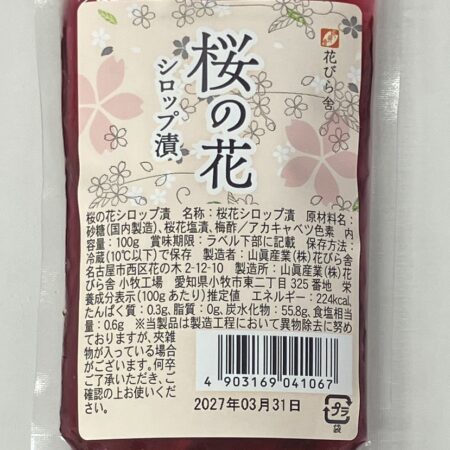 花びら舎
桜の花
シロップ漬
桜の花シロップ漬　名称：桜花シロップ漬　原材料名：
砂糖（国内製造）、桜花塩漬、梅酢／アカキャベツ色素　内
容量：100g　賞味期限：ラベル下部に記載　保存方法：
冷蔵(10℃以下)で保存　製造者：山眞産業（株）花びら舎
名古屋市西区花の木 2-12-10　製造所：山眞産業（株）花
びら舎 小牧工場　愛知県小牧市東二丁目 325 番地　栄
養成分表示（100gあたり）推定値　エネルギー：224kcal、
たんぱく質：0.3g、脂質：0g、炭水化物：55.8g、食塩相当
量：0.6g　※当製品は製造工程において異物除去に努め
ておりますが、夾雑
物が入っている場合
がございます。何卒
ご了承いただき、ご
確認の上お使いくだ
さい。
4 903169 041067
2027年03月31日
プラ
袋